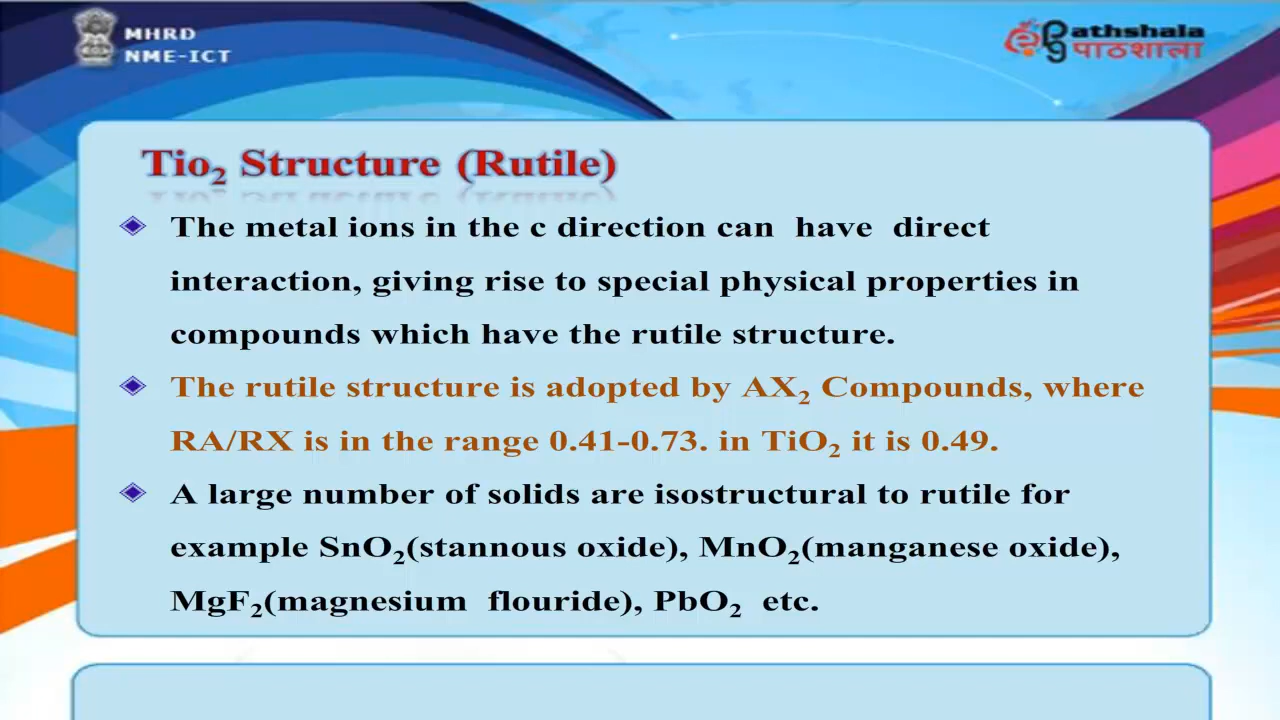 MHRD
NME-ICT
athshala
पाठशाला
Tio₂ Structure (Rutile)
The metal ions in the c direction can have direct
interaction, giving rise to special physical properties in
compounds which have the rutile structure.
The rutile structure is adopted by AX₂ Compounds, where
RA/RX is in the range 0.41-0.73. in TiO₂ it is 0.49.
A large number of solids are isostructural to rutile for
example SnO₂(stannous oxide), MnO₂(manganese oxide),
MgF₂(magnesium flouride), PbO₂ etc.